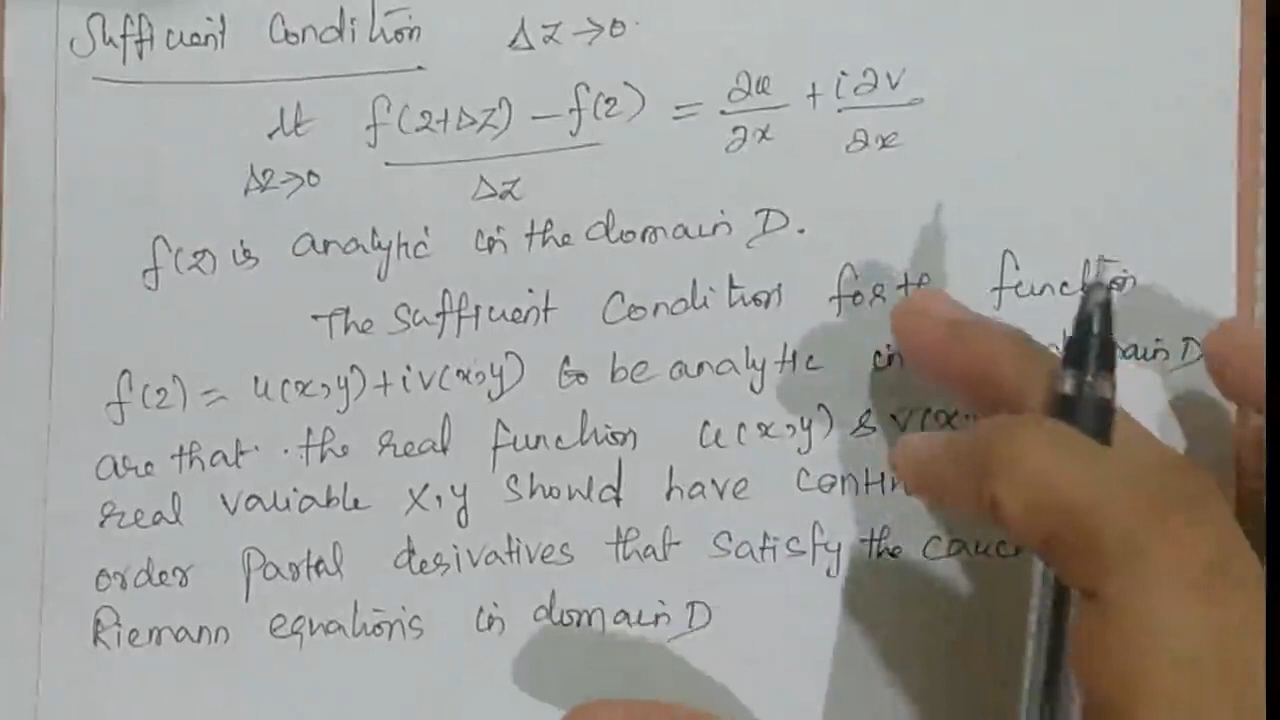 Sufficient Condition Δz→0.
lt f(z+Δz) – f(z) = ∂u + i∂v
Δz→0 Δz ∂x ∂x
f(z) is analytic in the domain D.
The Sufficient Condition for function
f(z) = u(x,y)+iv(x,y) to be analytic in D
are that the real function u(x,y) & v(x
real variable x,y should have
order Partal derivatives that satisfy the
Riemann equations in domain D